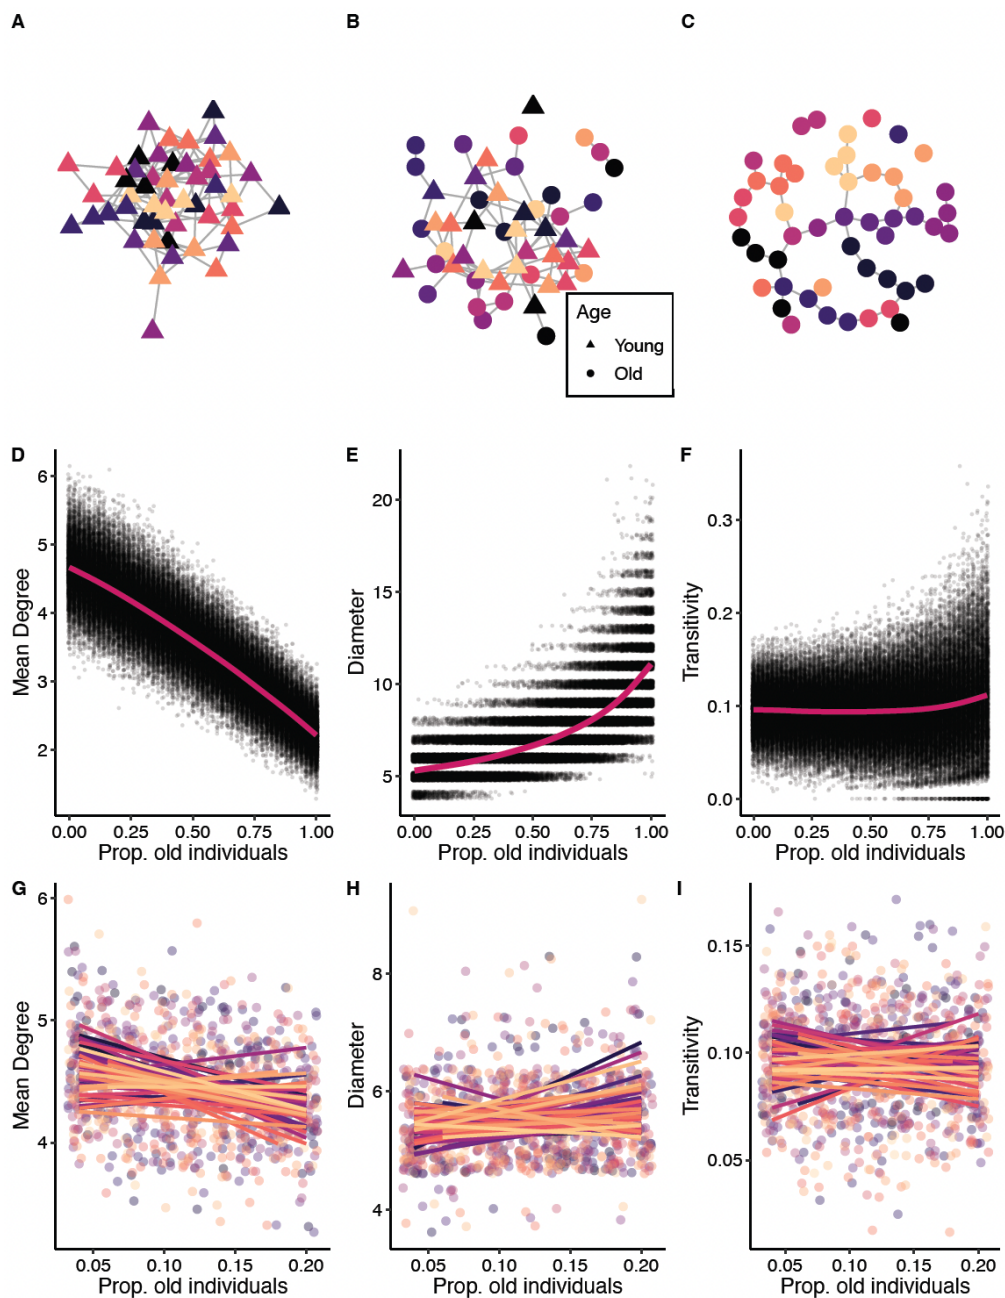 A B C
Age
Young
Old
D E F
Mean Degree
6
5
4
3
2
0.00 0.25 0.50 0.75 1.00
Prop. old individuals
Diameter
20
15
10
5
0.00 0.25 0.50 0.75 1.00
Prop. old individuals
Transitivity
0.3
0.2
0.1
0.0
0.00 0.25 0.50 0.75 1.00
Prop. old individuals
G H I
Mean Degree
6
5
4
0.05 0.10 0.15 0.20
Prop. old individuals
Diameter
8
6
4
0.05 0.10 0.15 0.20
Prop. old individuals
Transitivity
0.15
0.10
0.05
0.05 0.10 0.15 0.20
Prop. old individuals